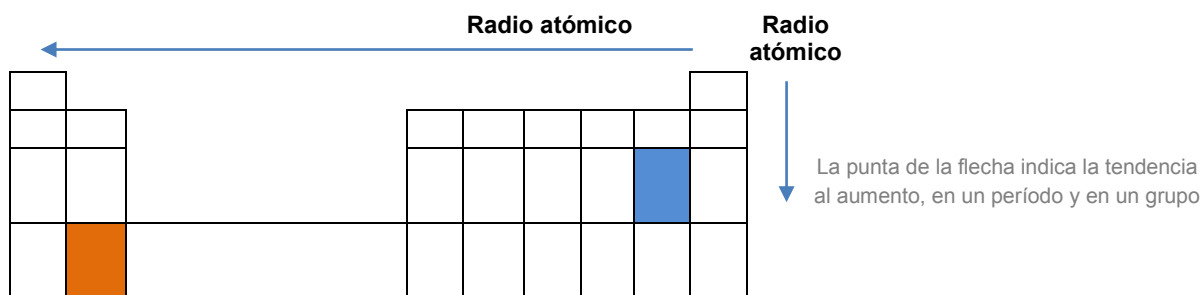 Radio atómico
Radio
atómico
La punta de la flecha indica la tendencia
al aumento, en un período y en un grupo